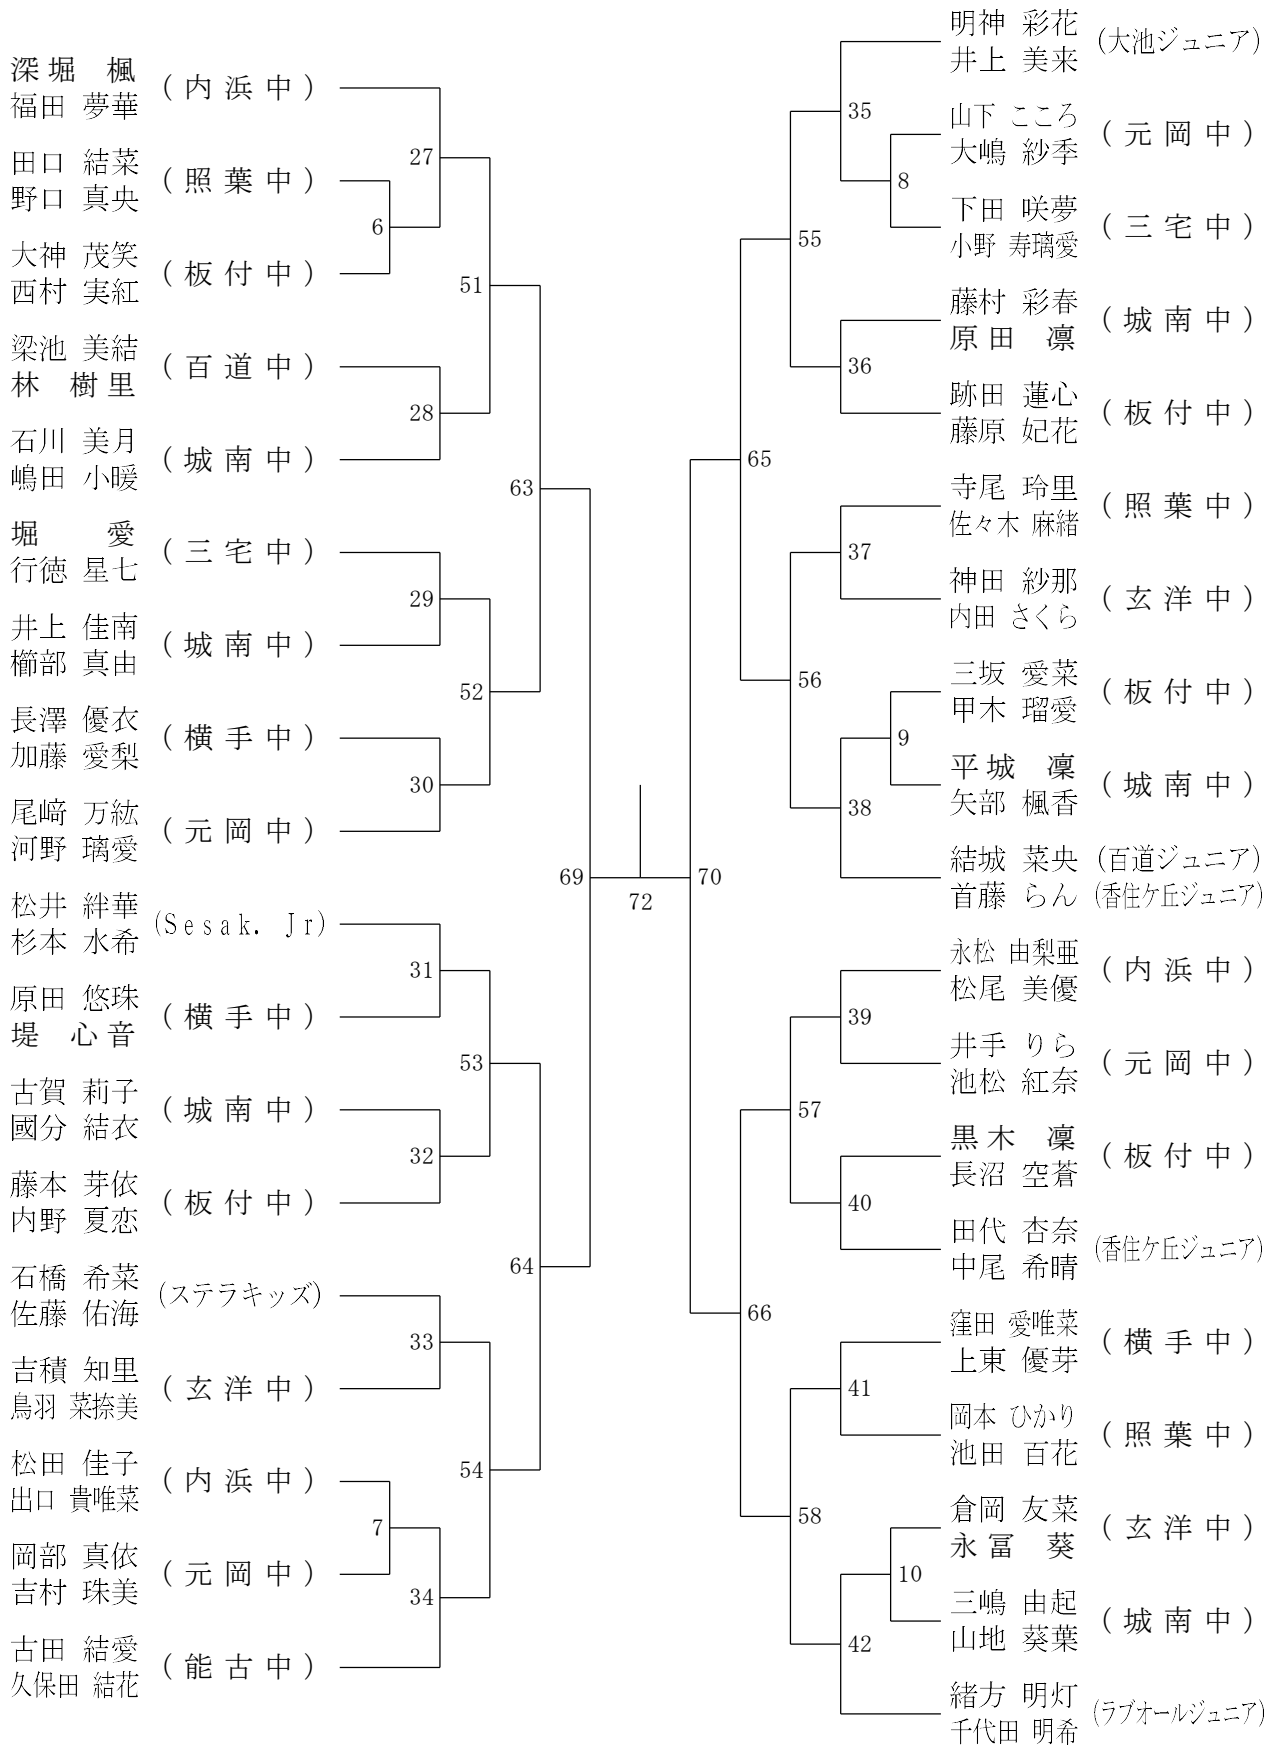 深堀 楓
福田 夢華
(内浜中)
田口 結菜
野口 真央
(照葉中)
大神 茂笑
西村 実紅
(板付中)
梁池 美結
林 樹里
(百道中)
石川 美月
嶋田 小暖
(城南中)
堀 愛
行徳 星七
(三宅中)
井上 佳南
櫛部 真由
(城南中)
長澤 優衣
加藤 愛梨
(横手中)
尾﨑 万紘
河野 璃愛
(元岡中)
松井 絆華
杉本 水希
(Sesak. Jr)
原田 悠珠
堤 心音
(横手中)
古賀 莉子
國分 結衣
(城南中)
藤本 芽依
内野 夏恋
(板付中)
石橋 希菜
佐藤 佑海
(ステラキッズ)
吉積 知里
鳥羽 菜捺美
(玄洋中)
松田 佳子
出口 貴唯菜
(内浜中)
岡部 真依
吉村 珠美
(元岡中)
古田 結愛
久保田 結花
(能古中)
27
6
51
28
63
29
52
30
69
31
53
32
64
33
54
7
34
72
70
35
8
55
36
65
37
56
9
38
39
57
40
66
41
58
10
42
明神 彩花
井上 美来
(大池ジュニア)
山下 こころ
大嶋 紗季
(元岡中)
下田 咲夢
小野 寿璃愛
(三宅中)
藤村 彩春
原田 凛
(城南中)
跡田 蓮心
藤原 妃花
(板付中)
寺尾 玲里
佐々木 麻緒
(照葉中)
神田 紗那
内田 さくら
(玄洋中)
三坂 愛菜
甲木 瑠愛
(板付中)
平城 凜
矢部 楓香
(城南中)
結城 菜央 (百道ジュニア)
首藤 らん (香住ケ丘ジュニア)
永松 由梨亜
松尾 美優
(内浜中)
井手 りら
池松 紅奈
(元岡中)
黒木 凜
長沼 空蒼
(板付中)
田代 杏奈
中尾 希晴
(香住ケ丘ジュニア)
窪田 愛唯菜
上東 優芽
(横手中)
岡本 ひかり
池田 百花
(照葉中)
倉岡 友菜
永冨 葵
(玄洋中)
三嶋 由起
山地 葵葉
(城南中)
緒方 明灯
千代田 明希
(ラブオールジュニア)